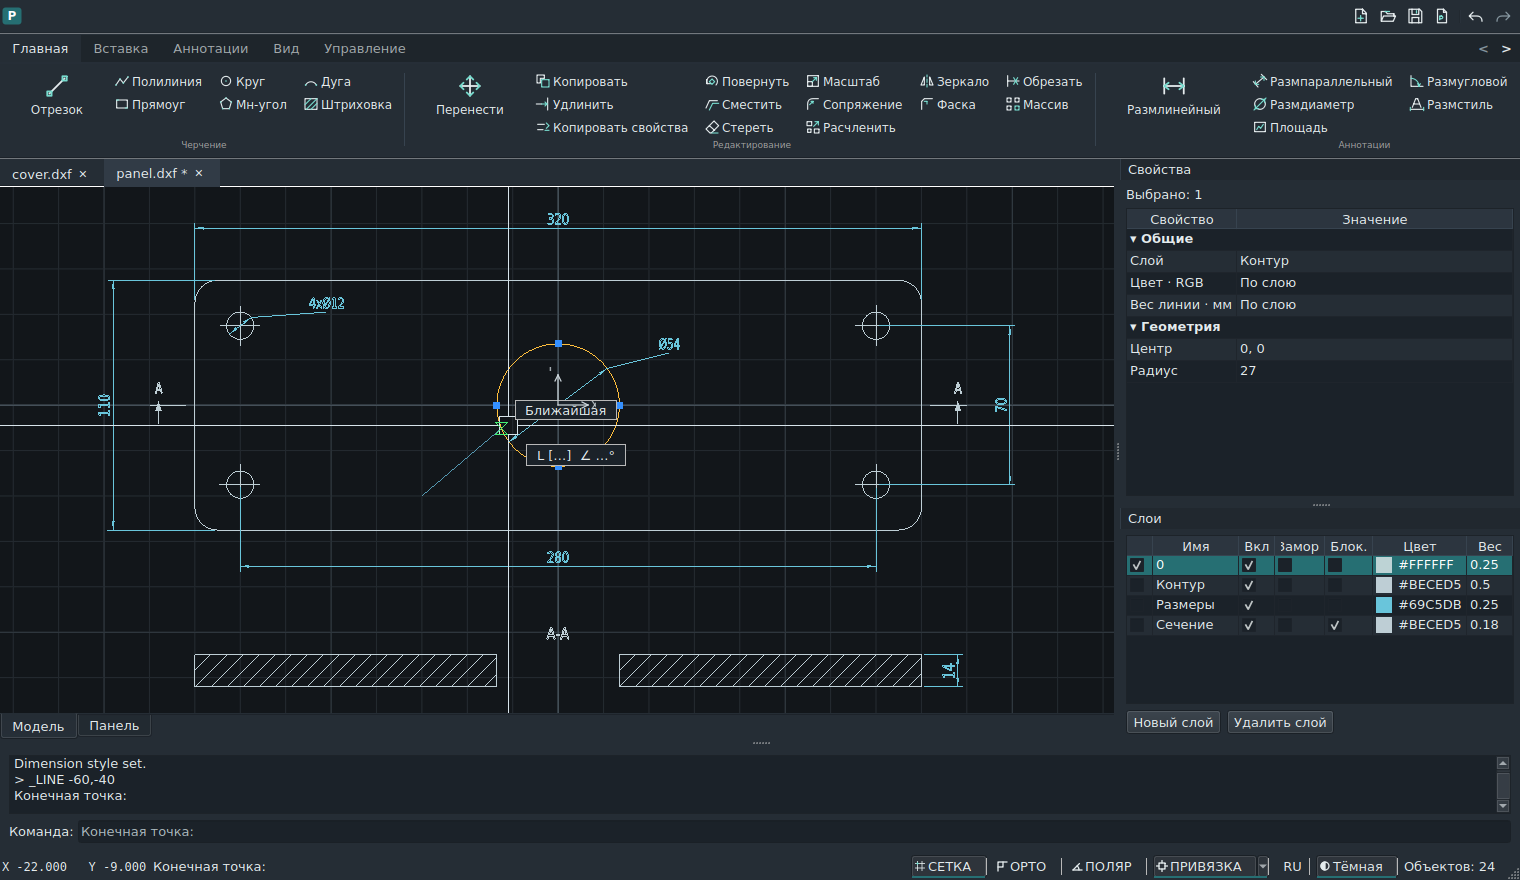 P
Главная Вставка Аннотации Вид Управление < >
Отрезок
Полилиния Круг Дуга
Прямоуг Мн-угол Штриховка
Черчение
Перенести
Копировать Повернуть Масштаб Зеркало Обрезать
Удлинить Сместить Сопряжение Фаска Массив
Копировать свойства Стереть Расчленить
Редактирование
Размлинейный
Размпараллельный Размугловой
Размдиаметр Размстиль
Площадь
Аннотации
cover.dxf × panel.dxf * ×
320
4xØ12
Ø54
A A
110
70
Ближайшая
L [...] ∠ ...°
280
A-A
14
Модель Панель
Свойства
Выбрано: 1
Свойство Значение
▾ Общие
Слой Контур
Цвет · RGB По слою
Вес линии · мм По слою
▾ Геометрия
Центр 0, 0
Радиус 27
Слои
Имя Вкл Замор Блок. Цвет Вес
✓ 0 ✓ #FFFFFF 0.25
Контур ✓ #BECED5 0.5
Размеры ✓ #69C5DB 0.25
Сечение ✓ ✓ #BECED5 0.18
Новый слой Удалить слой
Dimension style set.
> _LINE -60,-40
Конечная точка:
Команда: Конечная точка:
X -22.000 Y -9.000 Конечная точка: СЕТКА ОРТО ПОЛЯР ПРИВЯЗКА RU Тёмная Объектов: 24